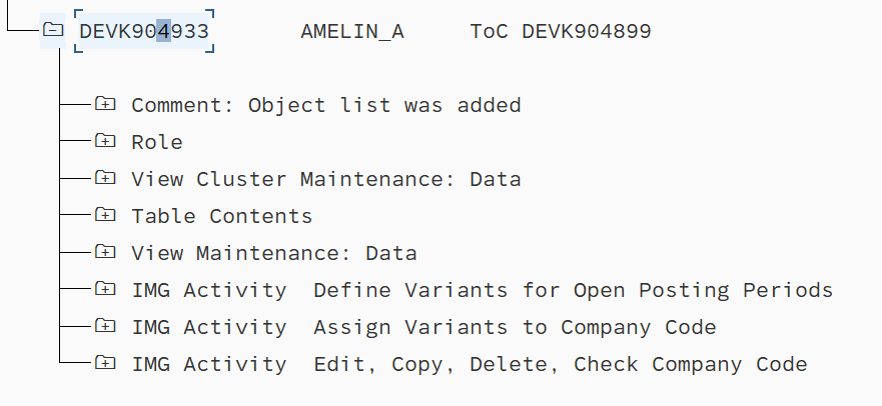 DEVK904933 AMELIN_A ToC DEVK904899
Comment: Object list was added
Role
View Cluster Maintenance: Data
Table Contents
View Maintenance: Data
IMG Activity Define Variants for Open Posting Periods
IMG Activity Assign Variants to Company Code
IMG Activity Edit, Copy, Delete, Check Company Code